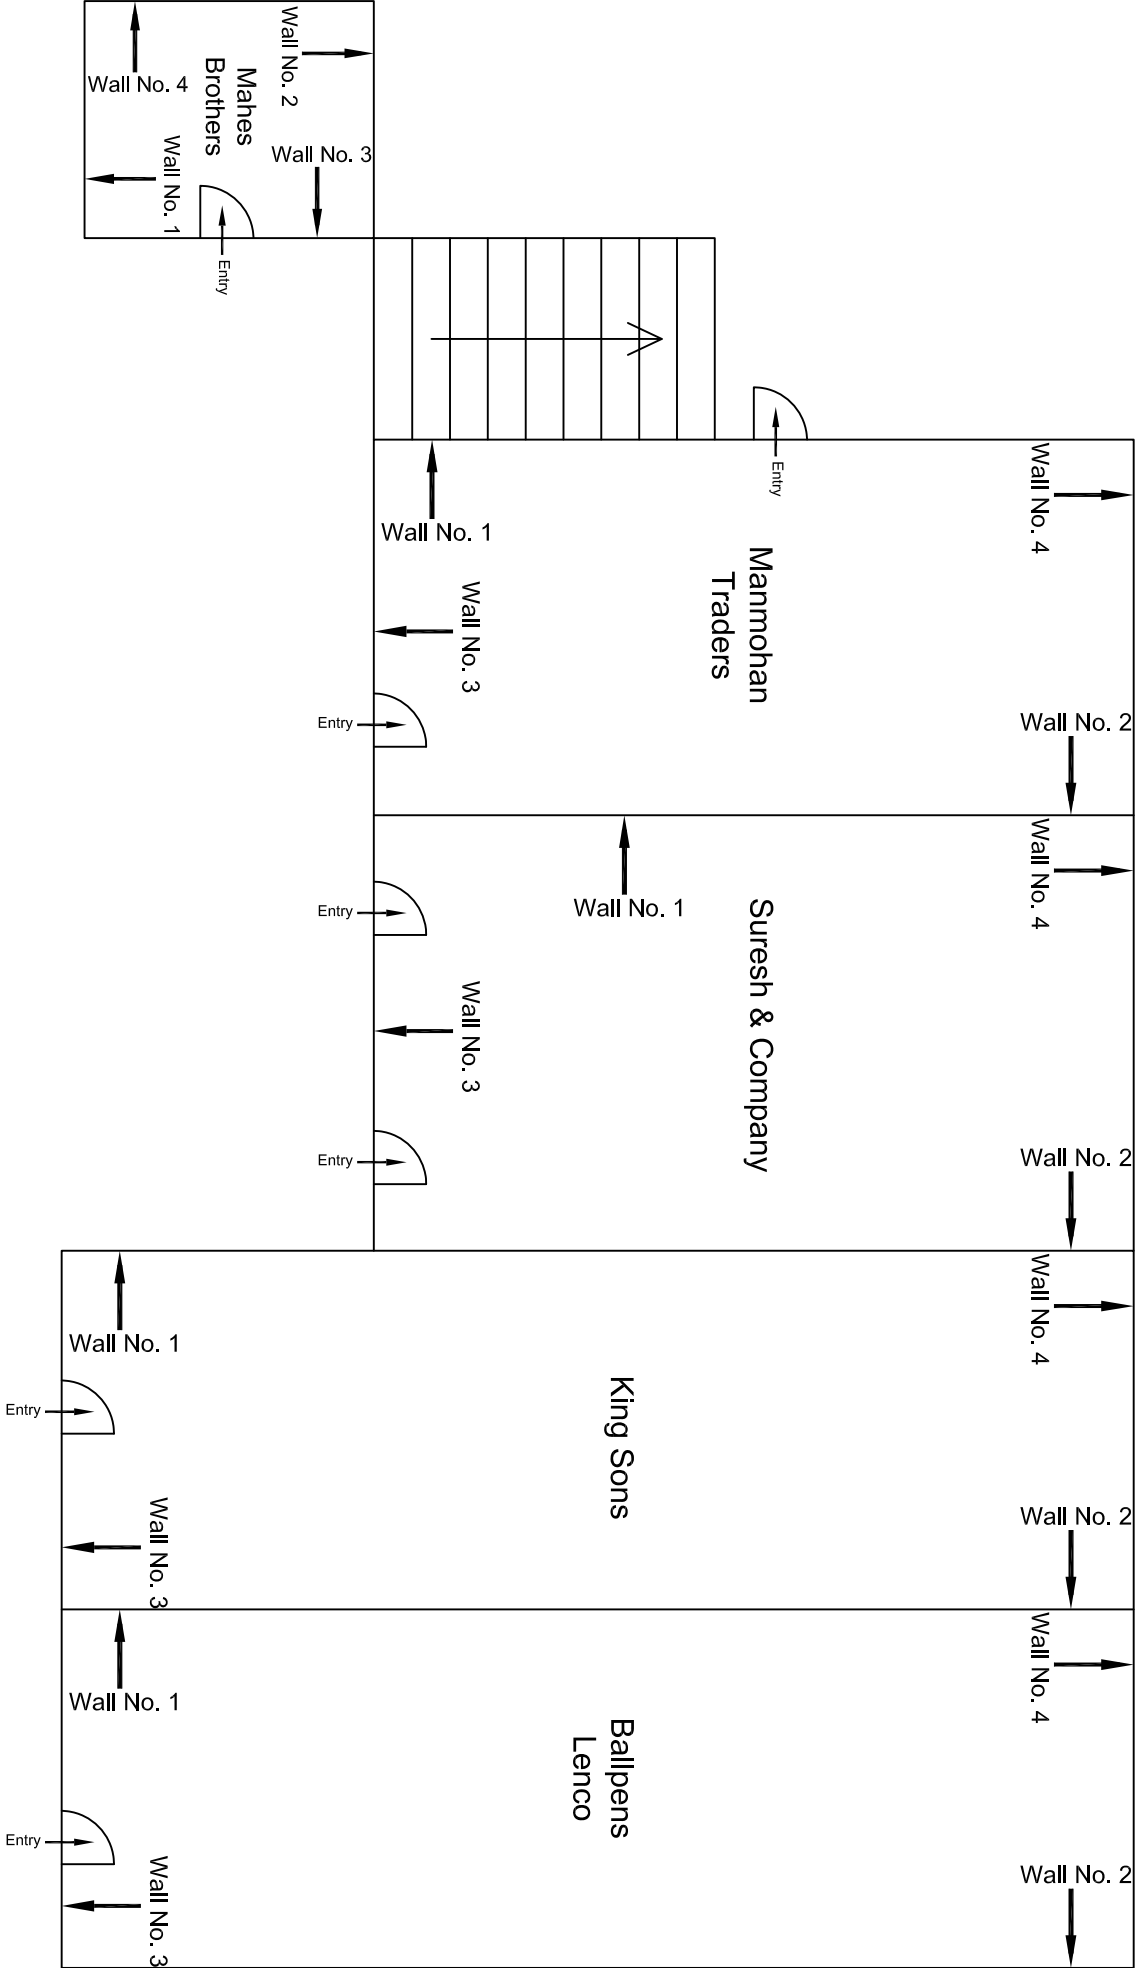 Wall No. 2
Wall No. 4
Mahes
Brothers
Wall No. 3
Wall No. 1
Entry
Entry
Wall No. 4
Wall No. 1
Manmohan
Traders
Wall No. 3
Entry
Wall No. 2
Wall No. 4
Wall No. 1
Entry
Suresh & Company
Wall No. 3
Entry
Wall No. 2
Wall No. 4
Wall No. 1
King Sons
Entry
Wall No. 3
Wall No. 2
Wall No. 4
Wall No. 1
Ballpens
Lenco
Entry
Wall No. 3
Wall No. 2